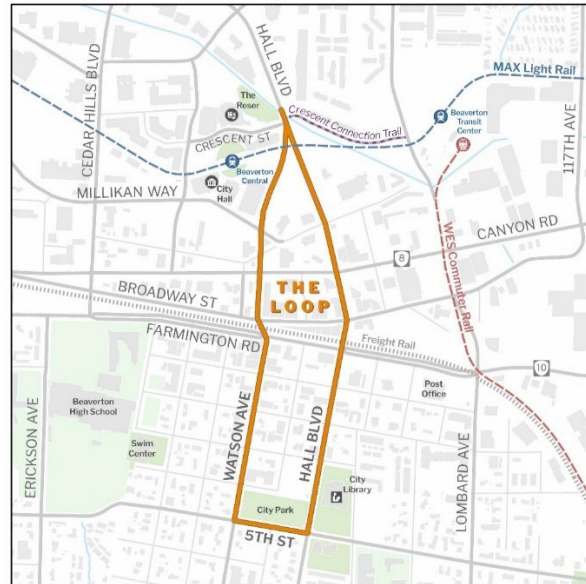 HALL BLVD
CEDAR HILLS BLVD
The
Reser
CRESCENT ST
Crescent Connection Trail
MAX Light Rail
Beaverton
Transit
Center
117TH AVE
Beaverton
Central
MILLIKAN WAY
City
Hall
WES Commuter Rail
CANYON RD
8
THE
LOOP
BROADWAY ST
FARMINGTON RD
Freight Rail
10
Post
Office
Beaverton
High School
ERICKSON AVE
Swim
Center
WATSON AVE
HALL BLVD
City
Library
LOMBARD AVE
City Park
5TH ST